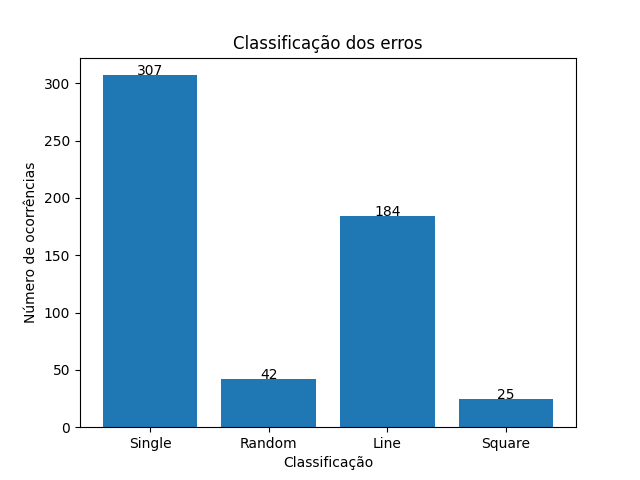 Classificação dos erros
Número de ocorrências
300
250
200
150
100
50
0
307
42
184
25
Single
Random
Line
Square
Classificação